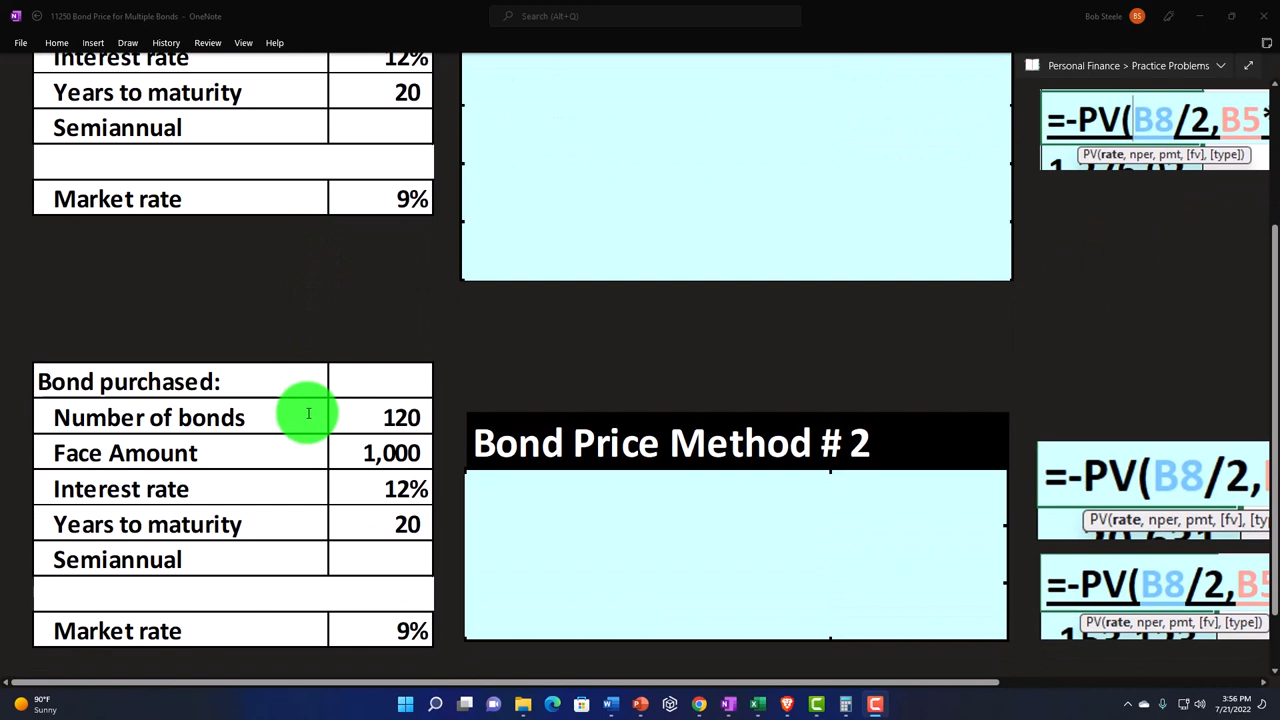 11250 Bond Price for Multiple Bonds - OneNote
Search (Alt+Q)
Bob Steele
BS
File Home Insert Draw History Review View Help
Interest rate 12%
Years to maturity 20
Semiannual
Market rate 9%
Personal Finance > Practice Problems
=-PV(B8/2,B5*
PV(rate, nper, pmt, [fv], [type])
Bond purchased:
Number of bonds 120
Face Amount 1,000
Interest rate 12%
Years to maturity 20
Semiannual
Market rate 9%
Bond Price Method # 2
=-PV(B8/2,
PV(rate, nper, pmt, [fv], [ty
=-PV(B8/2,B5
PV(rate, nper, pmt, [fv], [type])
90°F
Sunny
3:56 PM
7/21/2022